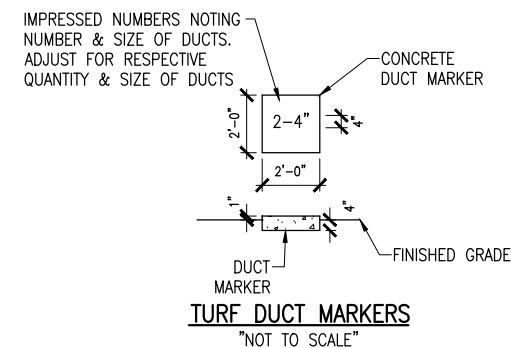 IMPRESSED NUMBERS NOTING
NUMBER & SIZE OF DUCTS.
ADJUST FOR RESPECTIVE
QUANTITY & SIZE OF DUCTS
CONCRETE
DUCT MARKER
2-4"
2'-0"
4"
2'-0"
1"
4"
FINISHED GRADE
DUCT
MARKER
TURF DUCT MARKERS
"NOT TO SCALE"